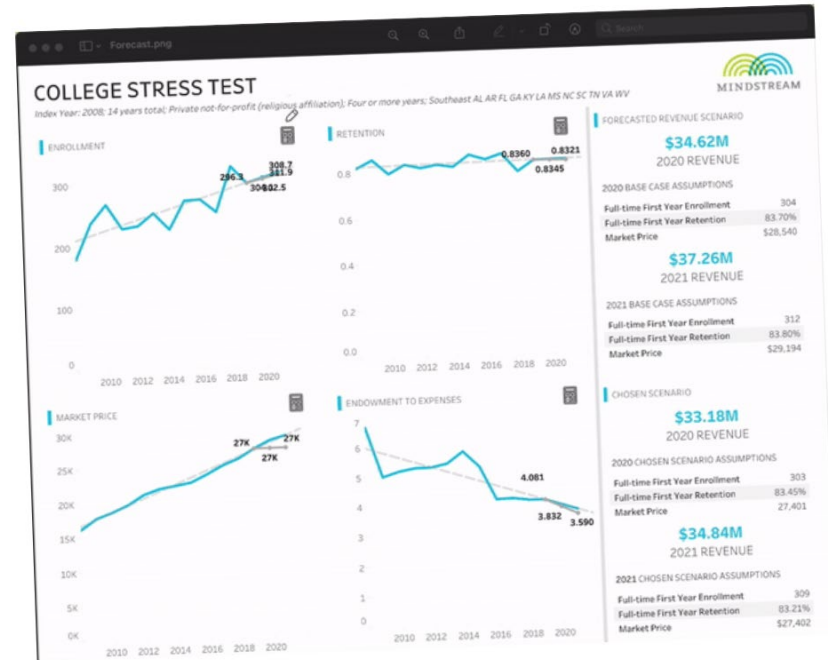 Forecast.png
Search
COLLEGE STRESS TEST
Index Year: 2008; 14 years total; Private not-for-profit (religious affiliation); Four or more years; Southeast AL AR FL GA KY LA MS NC SC TN VA WV
MINDSTREAM
ENROLLMENT
300
200
100
0
296.3
308.7
311.9
302.5
2010 2012 2014 2016 2018 2020
RETENTION
0.8
0.6
0.4
0.2
0.0
0.8360
0.8321
0.8345
2010 2012 2014 2016 2018 2020
MARKET PRICE
30K
25K
20K
15K
10K
5K
0K
27K
27K
27K
2010 2012 2014 2016 2018 2020
ENDOWMENT TO EXPENSES
7
6
5
4
3
2
1
0
4.081
3.832
3.590
2010 2012 2014 2016 2018 2020
FORECASTED REVENUE SCENARIO
$34.62M
2020 REVENUE
2020 BASE CASE ASSUMPTIONS
Full-time First Year Enrollment 304
Full-time First Year Retention 83.70%
Market Price $28,540
$37.26M
2021 REVENUE
2021 BASE CASE ASSUMPTIONS
Full-time First Year Enrollment 312
Full-time First Year Retention 83.80%
Market Price $29,194
CHOSEN SCENARIO
$33.18M
2020 REVENUE
2020 CHOSEN SCENARIO ASSUMPTIONS
Full-time First Year Enrollment 303
Full-time First Year Retention 83.45%
Market Price 27,401
$34.84M
2021 REVENUE
2021 CHOSEN SCENARIO ASSUMPTIONS
Full-time First Year Enrollment 309
Full-time First Year Retention 83.21%
Market Price $27,402